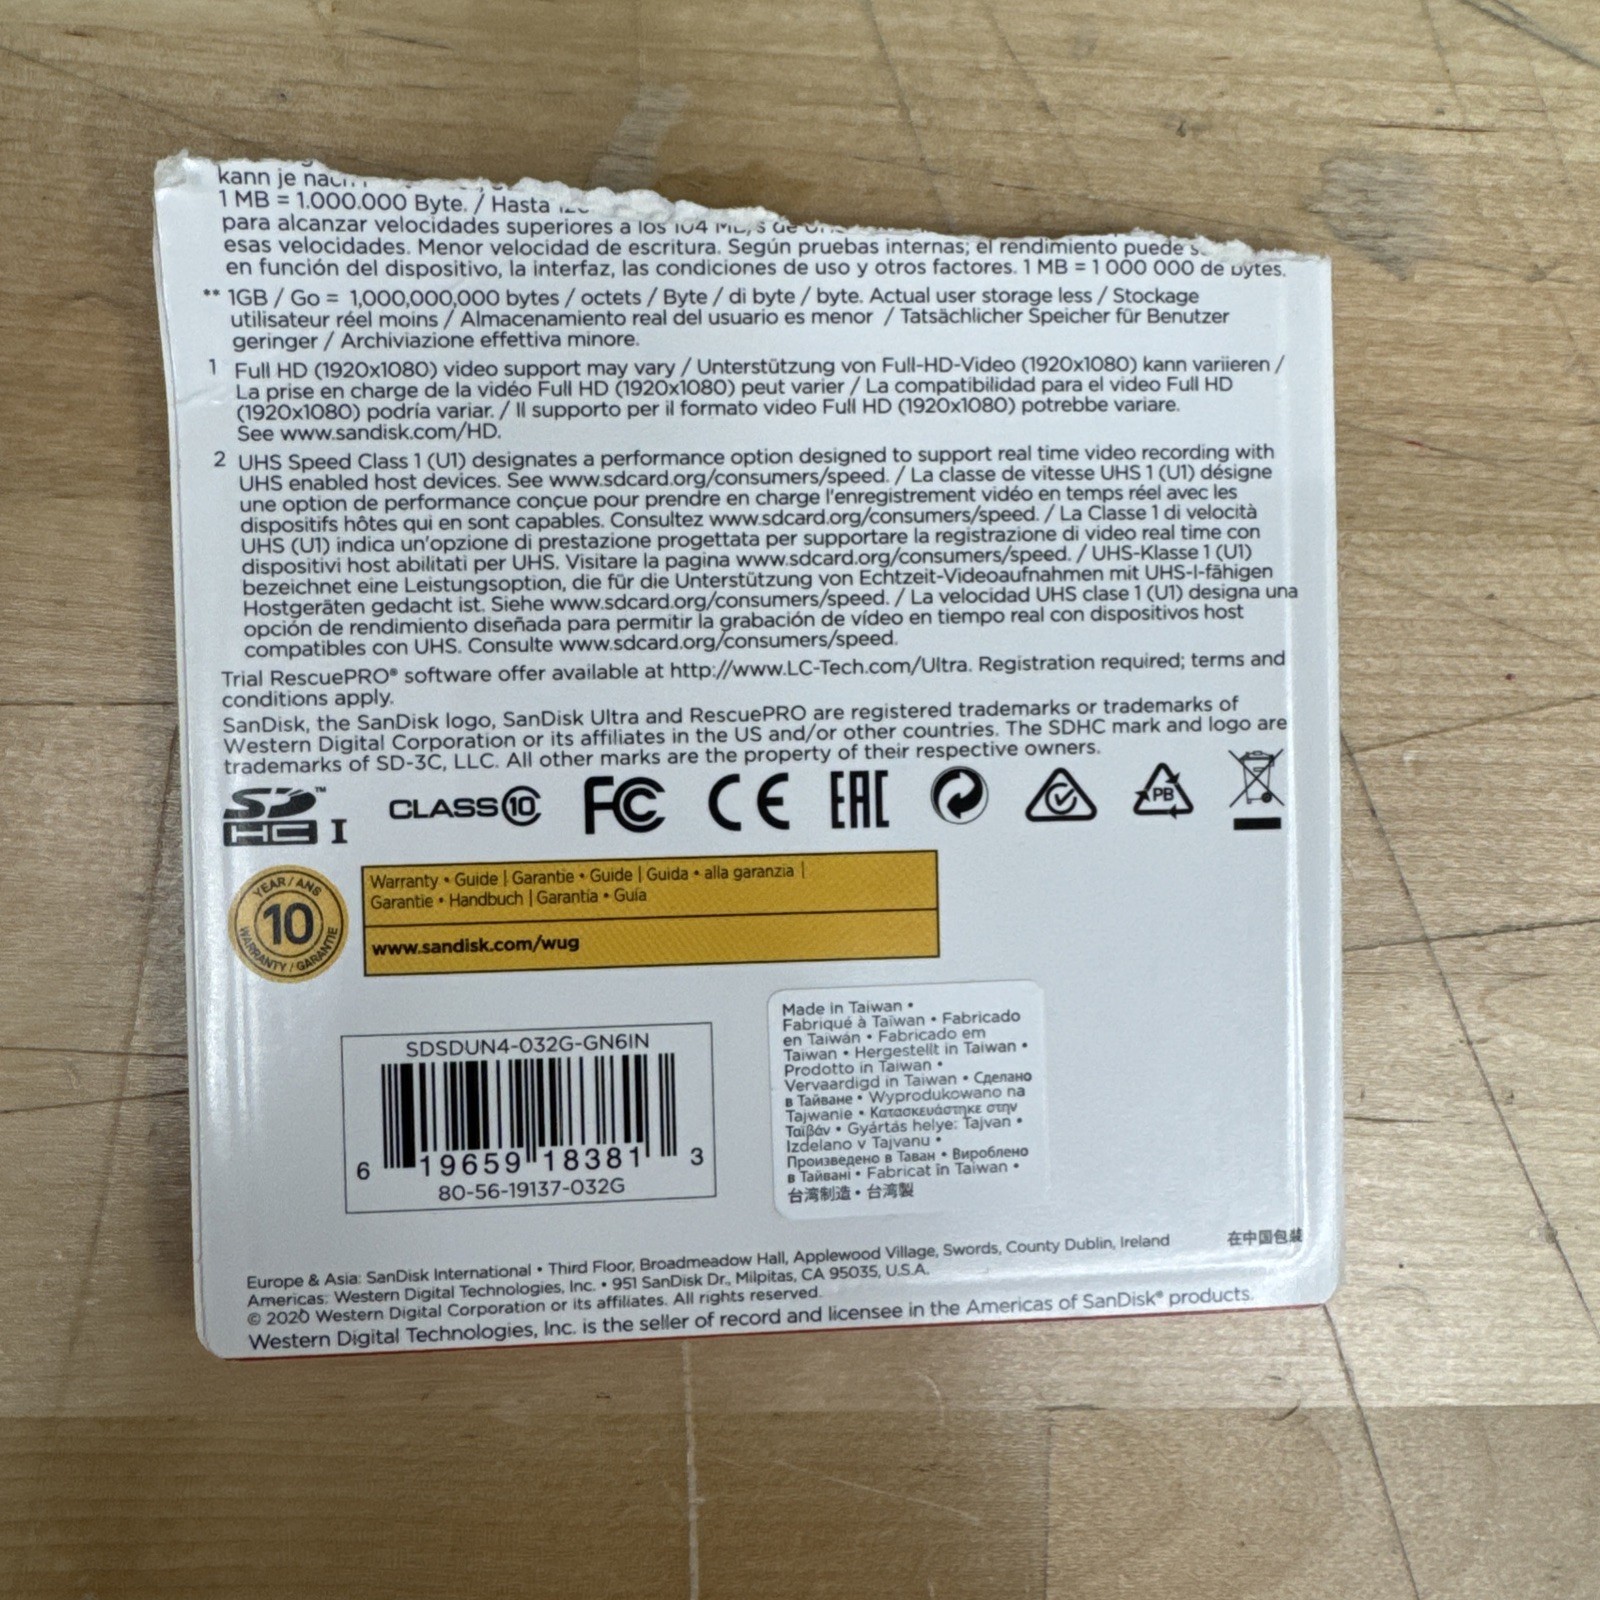 kann je nach
1 MB = 1.000.000 Byte. / Hasta
para alcanzar velocidades superiores a los 104 MB/s de
esas velocidades. Menor velocidad de escritura. Según pruebas internas; el rendimiento puede
en función del dispositivo, la interfaz, las condiciones de uso y otros factores. 1 MB = 1 000 000 de bytes.
** 1GB / Go = 1,000,000,000 bytes / octets / Byte / di byte / byte. Actual user storage less / Stockage
utilisateur réel moins / Almacenamiento real del usuario es menor / Tatsächlicher Speicher für Benutzer
geringer / Archiviazione effettiva minore.
1 Full HD (1920x1080) video support may vary / Unterstützung von Full-HD-Video (1920x1080) kann variieren /
La prise en charge de la vidéo Full HD (1920x1080) peut varier / La compatibilidad para el video Full HD
(1920x1080) podría variar. / Il supporto per il formato video Full HD (1920x1080) potrebbe variare.
See www.sandisk.com/HD.
2 UHS Speed Class 1 (U1) designates a performance option designed to support real time video recording with
UHS enabled host devices. See www.sdcard.org/consumers/speed. / La classe de vitesse UHS 1 (U1) désigne
une option de performance conçue pour prendre en charge l'enregistrement vidéo en temps réel avec les
dispositifs hôtes qui en sont capables. Consultez www.sdcard.org/consumers/speed. / La Classe 1 di velocità
UHS (U1) indica un'opzione di prestazione progettata per supportare la registrazione di video real time con
dispositivi host abilitati per UHS. Visitare la pagina www.sdcard.org/consumers/speed. / UHS-Klasse 1 (U1)
bezeichnet eine Leistungsoption, die für die Unterstützung von Echtzeit-Videoaufnahmen mit UHS-I-fähigen
Hostgeräten gedacht ist. Siehe www.sdcard.org/consumers/speed. / La velocidad UHS clase 1 (U1) designa una
opción de rendimiento diseñada para permitir la grabación de vídeo en tiempo real con dispositivos host
compatibles con UHS. Consulte www.sdcard.org/consumers/speed.
Trial RescuePRO® software offer available at http://www.LC-Tech.com/Ultra. Registration required; terms and
conditions apply.
SanDisk, the SanDisk logo, SanDisk Ultra and RescuePRO are registered trademarks or trademarks of
Western Digital Corporation or its affiliates in the US and/or other countries. The SDHC mark and logo are
trademarks of SD-3C, LLC. All other marks are the property of their respective owners.
SD HC I ™ CLASS 10 FC CE EAC PB
YEAR/ANS
10
WARRANTY/GARANTIE
Warranty • Guide | Garantie • Guide | Guida • alla garanzia |
Garantie • Handbuch | Garantía • Guía
www.sandisk.com/wug
SDSDUN4-032G-GN6IN
6 19659 18381 3
80-56-19137-032G
Made in Taiwan •
Fabriqué à Taïwan • Fabricado
en Taiwán • Fabricado em
Taiwan • Hergestellt in Taiwan •
Prodotto in Taiwan •
Vervaardigd in Taiwan • Сделано
в Тайване • Wyprodukowano na
Tajwanie • Κατασκευάστηκε στην
Ταϊβάν • Gyártás helye: Tajvan •
Izdelano v Tajvanu •
Произведено в Таван • Вироблено
в Тайвані • Fabricat în Taiwan •
台湾制造 • 台湾製
在中国包装
Europe & Asia: SanDisk International • Third Floor, Broadmeadow Hall, Applewood Village, Swords, County Dublin, Ireland
Americas: Western Digital Technologies, Inc. • 951 SanDisk Dr., Milpitas, CA 95035, U.S.A.
© 2020 Western Digital Corporation or its affiliates. All rights reserved.
Western Digital Technologies, Inc. is the seller of record and licensee in the Americas of SanDisk® products.